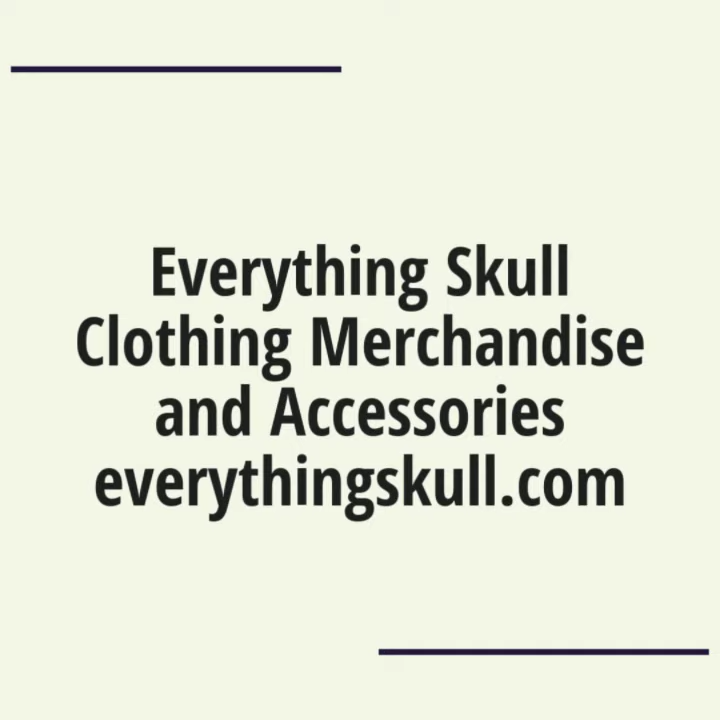 Everything Skull
Clothing Merchandise
and Accessories
everythingskull.com